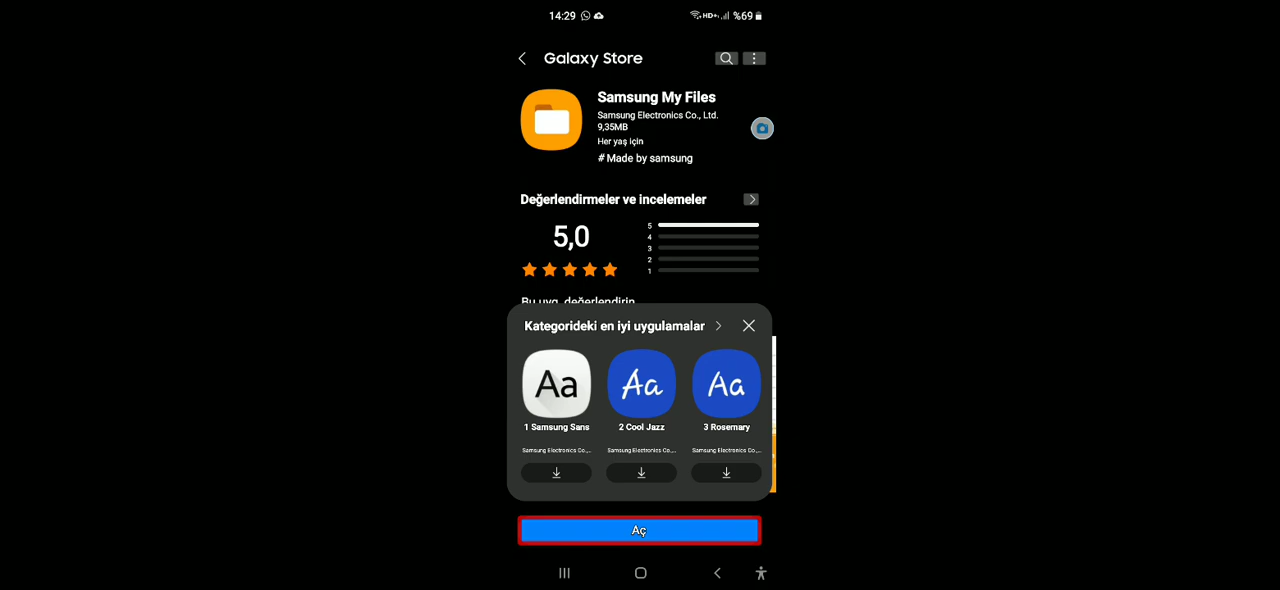 14:29 HD+ %69
Galaxy Store
Samsung My Files
Samsung Electronics Co., Ltd.
9,35MB
Her yaş için
# Made by samsung
Değerlendirmeler ve incelemeler
5,0
5
4
3
2
1
Bu uyg. değerlendirin
Kategorideki en iyi uygulamalar
Aa Aa Aa
1 Samsung Sans 2 Cool Jazz 3 Rosemary
Samsung Electronics Co.,... Samsung Electronics Co.,... Samsung Electronics Co.,...
Aç